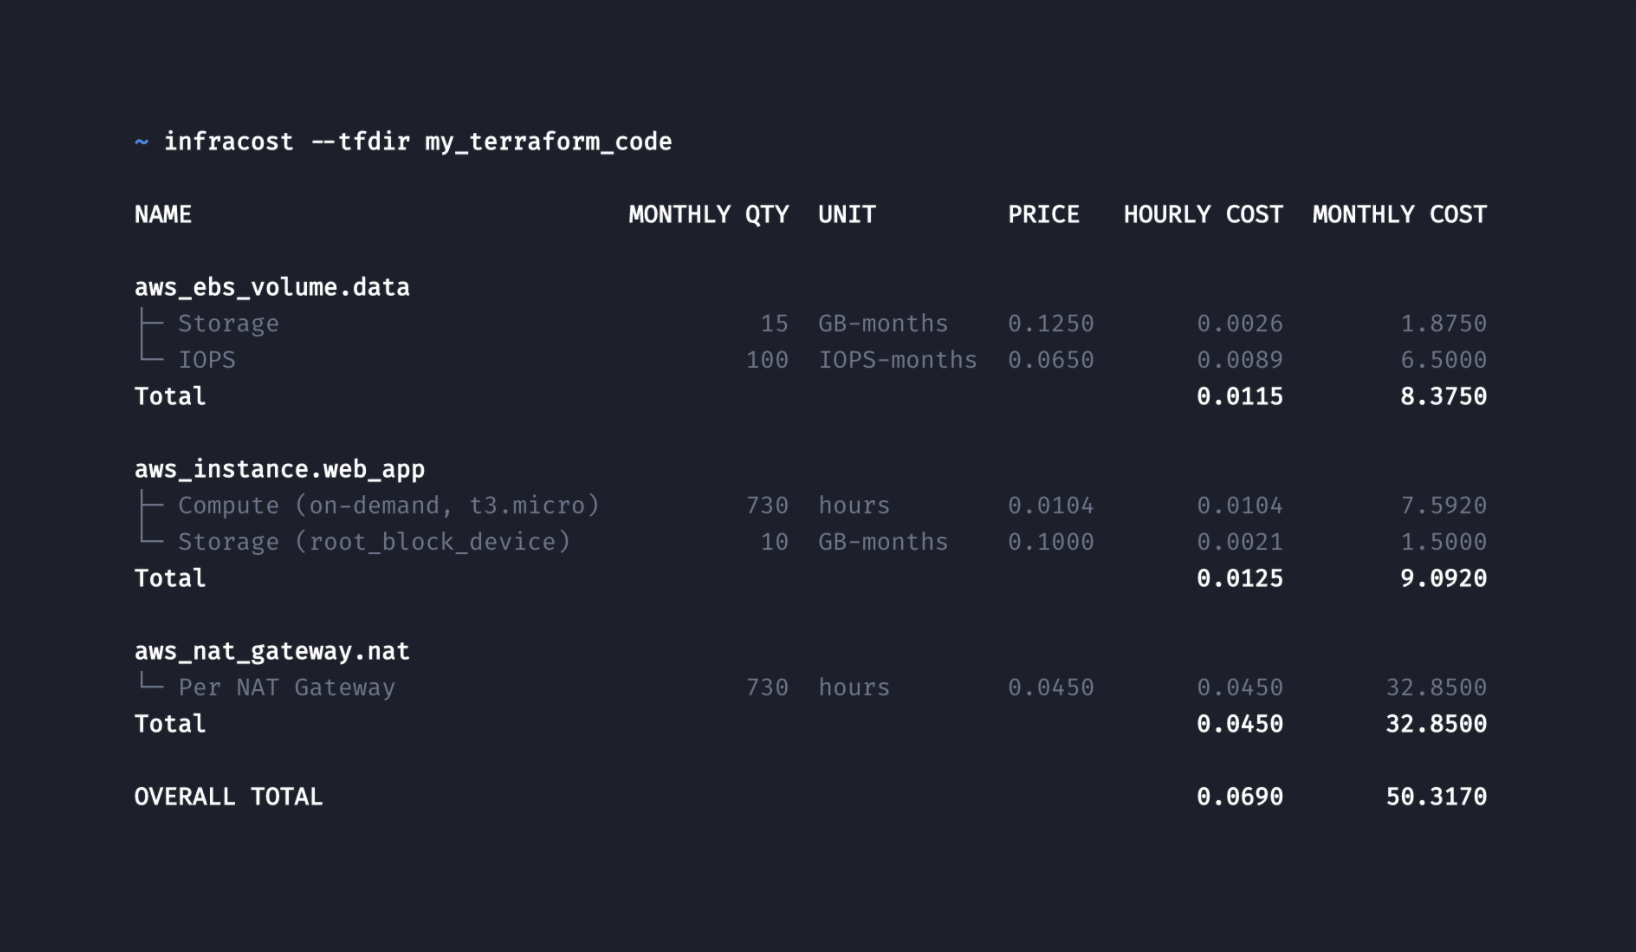 ~ infracost --tfdir my_terraform_code
NAME MONTHLY QTY UNIT PRICE HOURLY COST MONTHLY COST
aws_ebs_volume.data
├─ Storage 15 GB-months 0.1250 0.0026 1.8750
└─ IOPS 100 IOPS-months 0.0650 0.0089 6.5000
Total 0.0115 8.3750
aws_instance.web_app
├─ Compute (on-demand, t3.micro) 730 hours 0.0104 0.0104 7.5920
└─ Storage (root_block_device) 10 GB-months 0.1000 0.0021 1.5000
Total 0.0125 9.0920
aws_nat_gateway.nat
└─ Per NAT Gateway 730 hours 0.0450 0.0450 32.8500
Total 0.0450 32.8500
OVERALL TOTAL 0.0690 50.3170